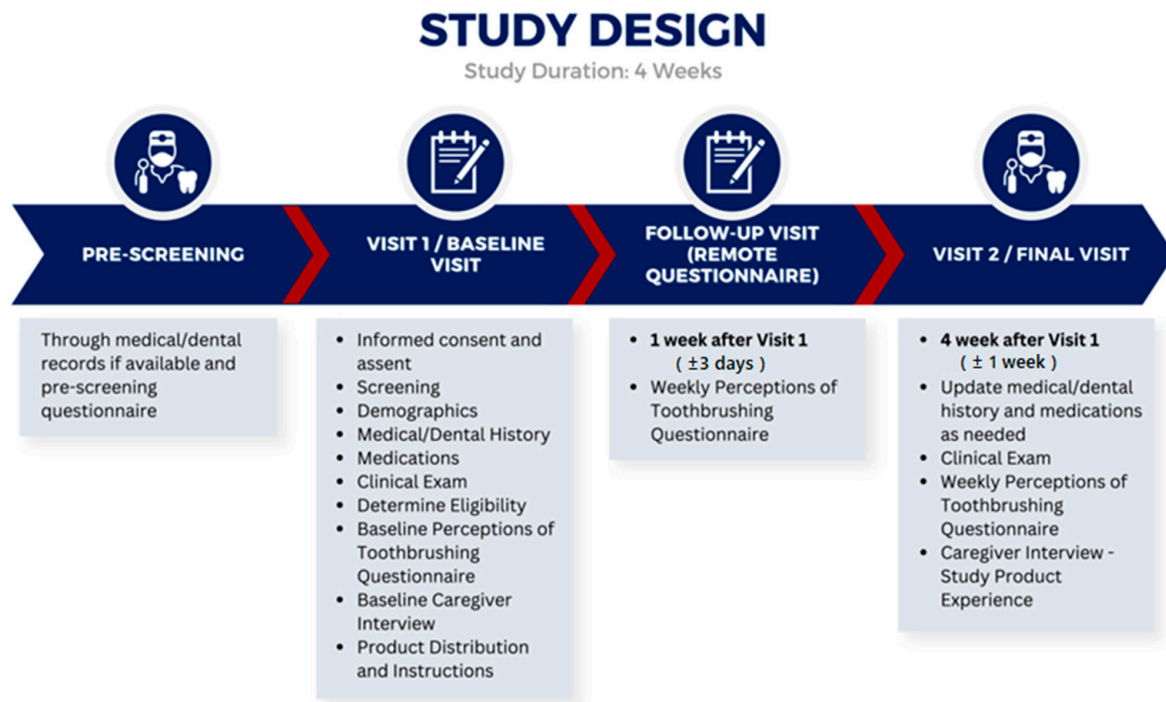 STUDY DESIGN
Study Duration: 4 Weeks
PRE-SCREENING
Through medical/dental
records if available and
pre-screening
questionnaire
VISIT 1 / BASELINE
VISIT
• Informed consent and
assent
• Screening
• Demographics
• Medical/Dental History
• Medications
• Clinical Exam
• Determine Eligibility
• Baseline Perceptions of
Toothbrushing
Questionnaire
• Baseline Caregiver
Interview
• Product Distribution
and Instructions
FOLLOW-UP VISIT
(REMOTE
QUESTIONNAIRE)
• 1 week after Visit 1
( ±3 days )
• Weekly Perceptions of
Toothbrushing
Questionnaire
VISIT 2 / FINAL VISIT
• 4 week after Visit 1
( ± 1 week )
• Update medical/dental
history and medications
as needed
• Clinical Exam
• Weekly Perceptions of
Toothbrushing
Questionnaire
• Caregiver Interview -
Study Product
Experience